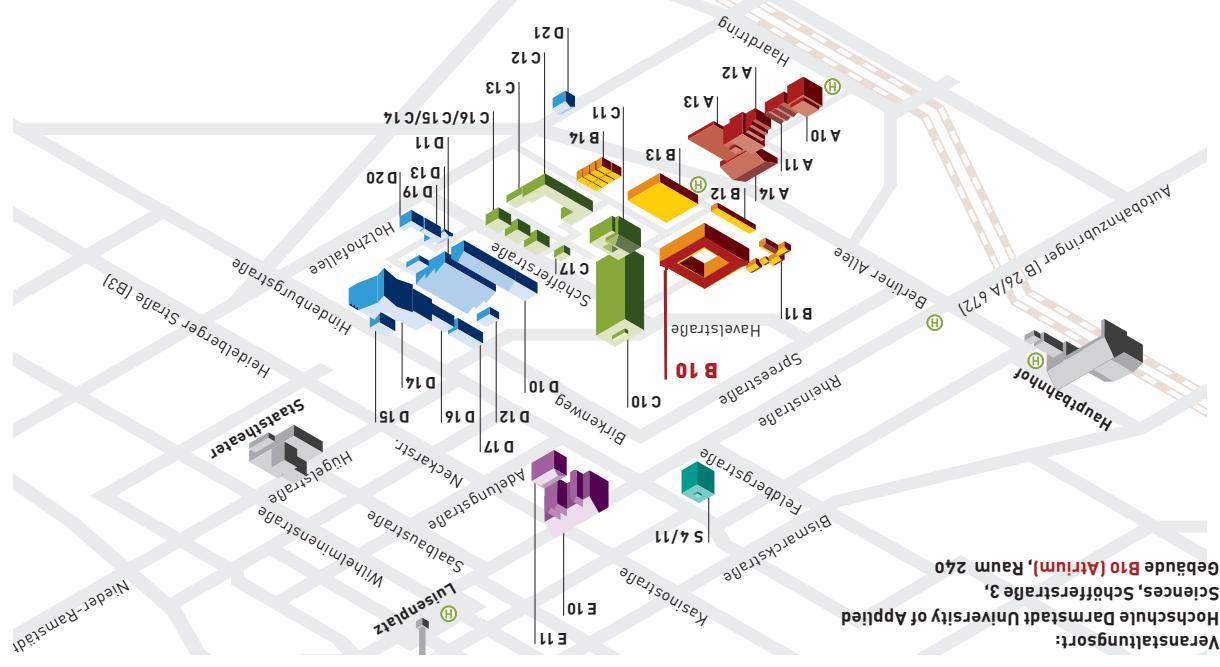 Veranstaltungsort:
Hochschule Darmstadt University of Applied
Sciences, Schöfferstraße 3,
Gebäude B10 (Atrium), Raum 240
E 11
E 10
Luisenplatz
H
Kasinostraße
Nieder-Ramstädt
Bismarckstraße
Wilhelminenstraße
Saalbaustraße
S 4/11
Feldbergstraße
Adelungstraße
Hügelstraße
Neckarstr.
Staatstheater
D 17
Birkenweg
D 12
D 16
D 15
Hauptbahnhof
H
Rheinstraße
C 10
D 10
D 14
Spreestraße
B 10
Heidelberger Straße (B3)
H
Havelstraße
B 11
Hindenburgstraße
Autobahnzubringer (B 26/A 672)
Berliner Allee
Schöfferstraße
C 17
Holzhofallee
A 14
B 12
H
D 19
D 20
D 13
A 11
B 13
D 11
A 10
B 14
C 16/C 15/C 14
C 11
A 13
H
C 13
A 12
C 12
Haardtring
D 21